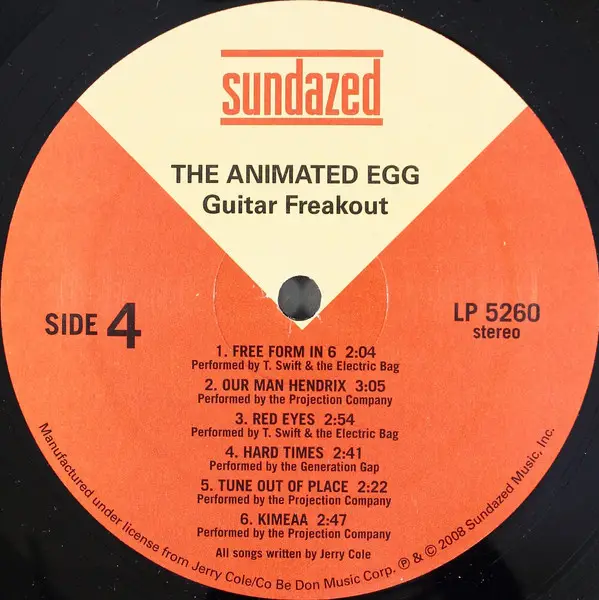 sundazed
THE ANIMATED EGG
Guitar Freakout
SIDE 4
LP 5260
stereo
1. FREE FORM IN 6 2:04
Performed by T. Swift & the Electric Bag
2. OUR MAN HENDRIX 3:05
Performed by the Projection Company
3. RED EYES 2:54
Performed by T. Swift & the Electric Bag
4. HARD TIMES 2:41
Performed by the Generation Gap
5. TUNE OUT OF PLACE 2:22
Performed by the Projection Company
6. KIMEAA 2:47
Performed by the Projection Company
All songs written by Jerry Cole
Manufactured under license from Jerry Cole/Co Be Don Music Corp. ℗ & © 2008 Sundazed Music, Inc.